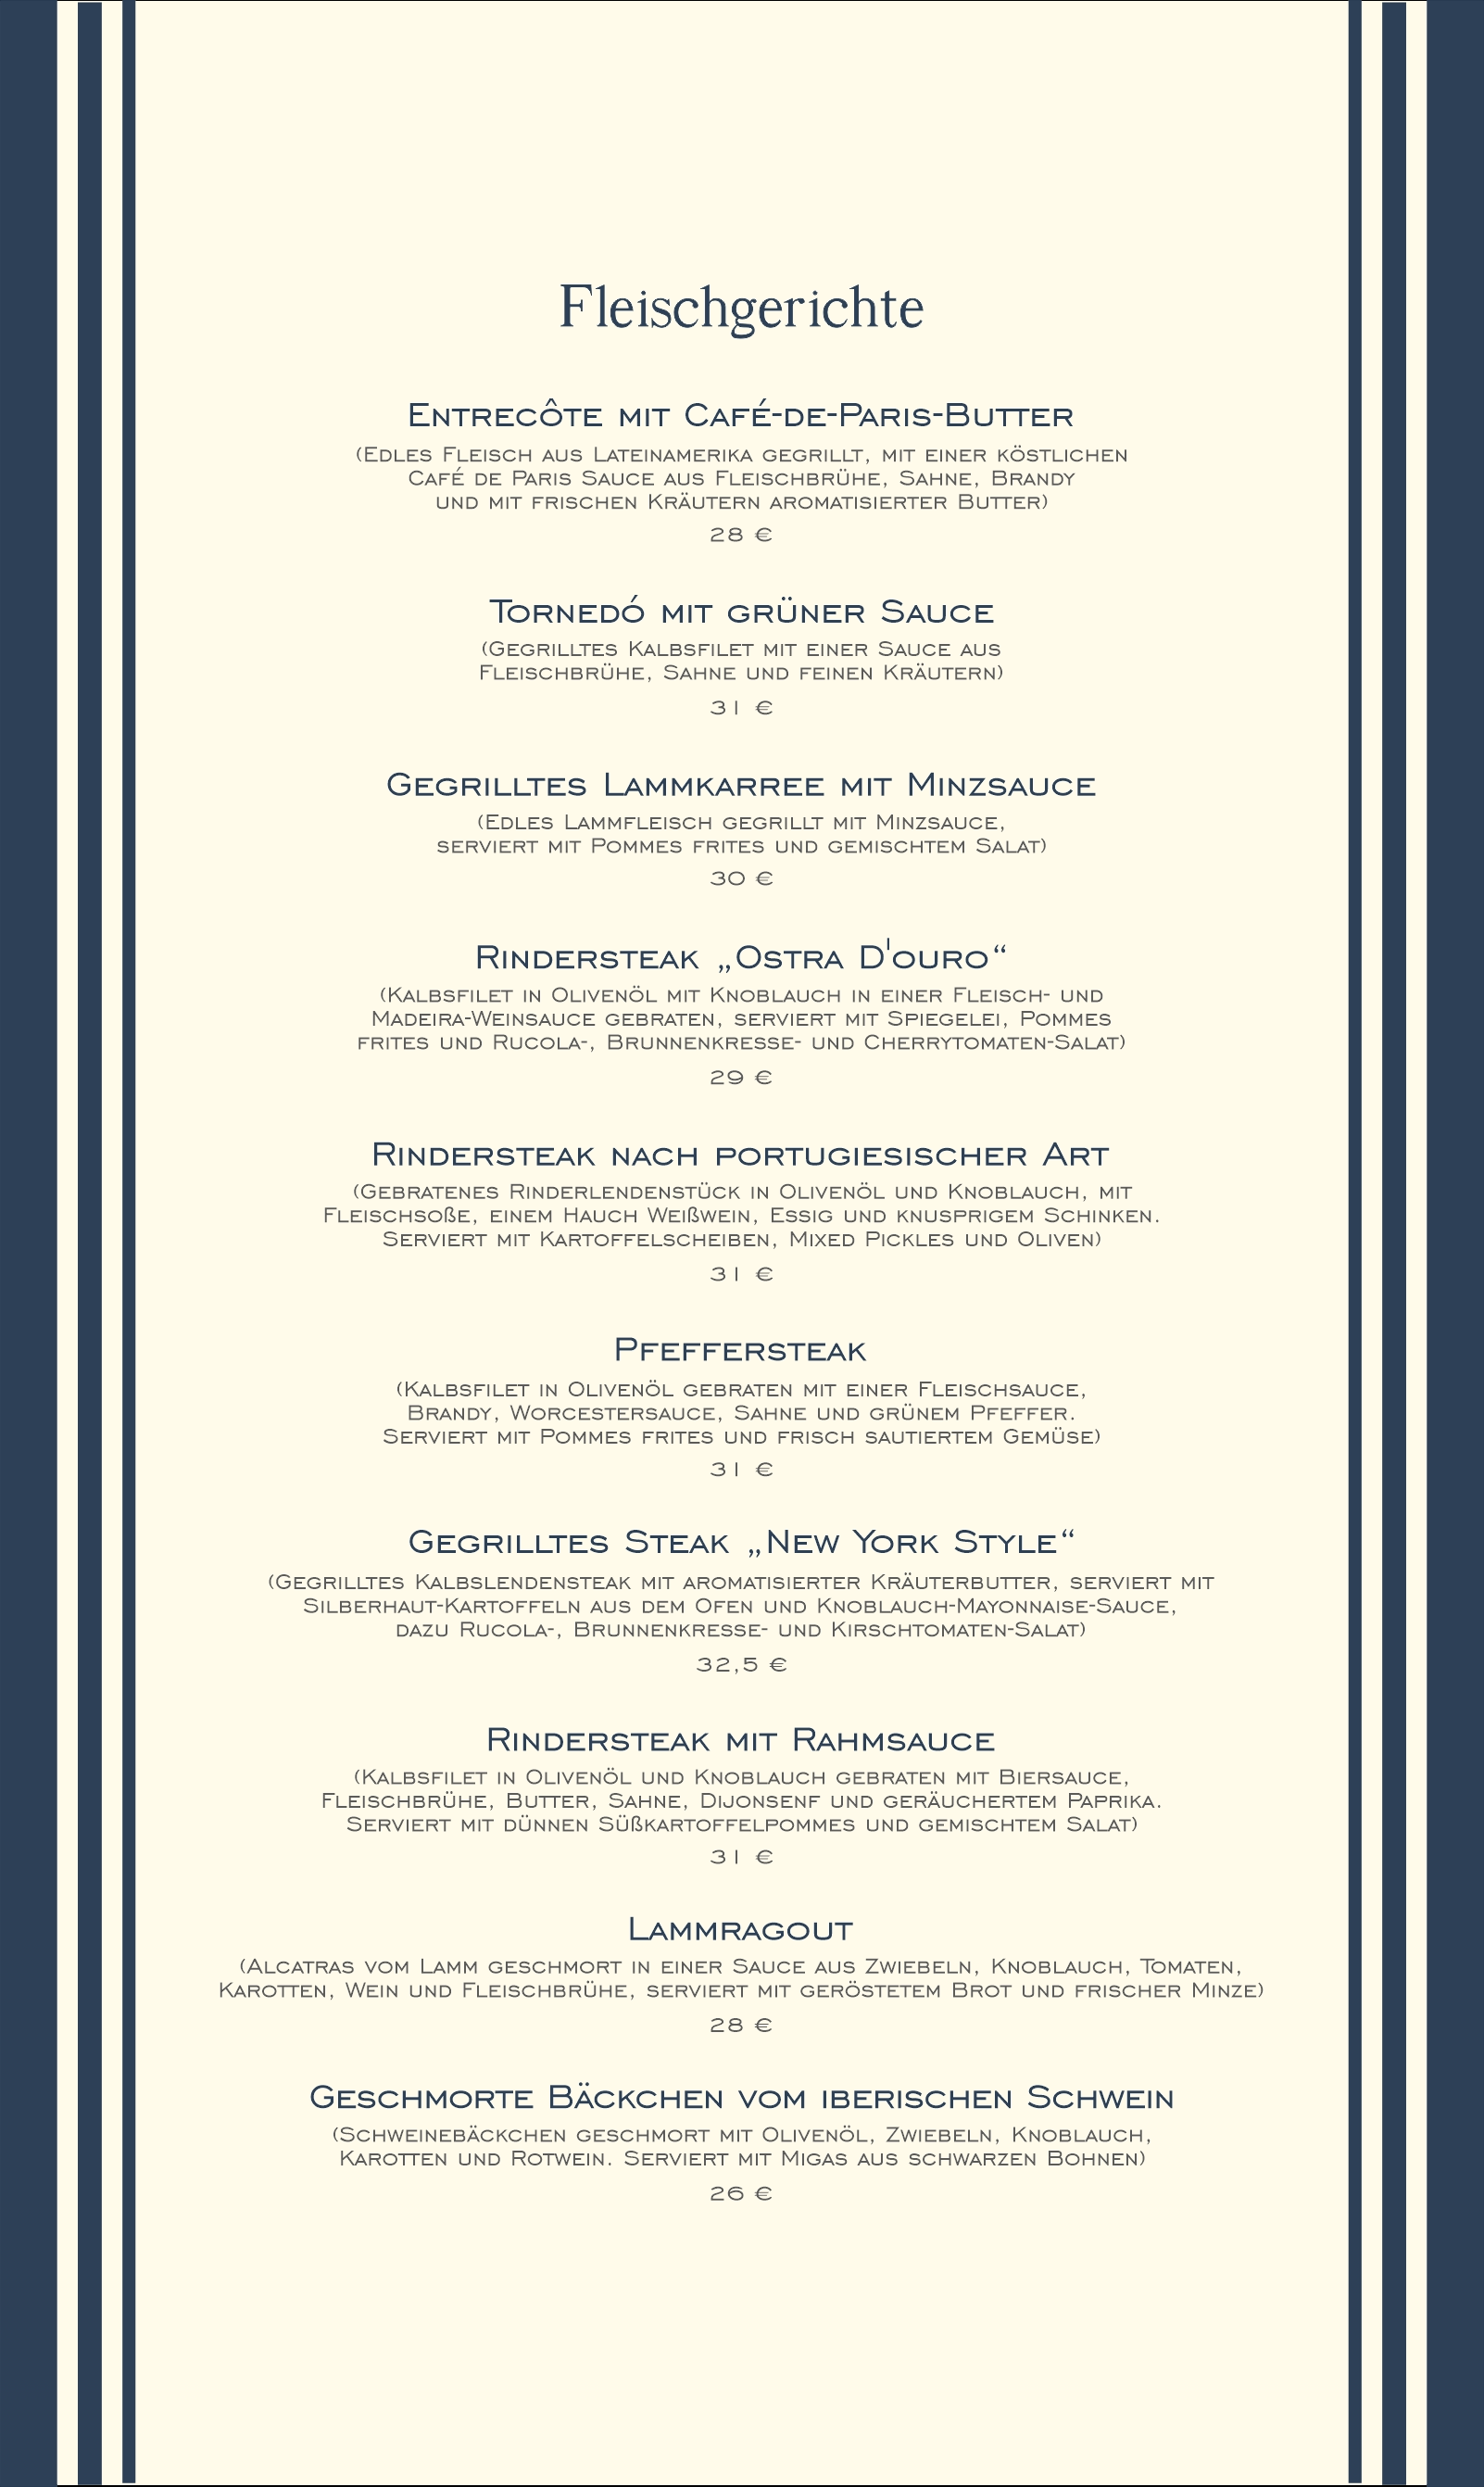 Fleischgerichte
Entrecôte mit Café-de-Paris-Butter
(Edles Fleisch aus Lateinamerika gegrillt, mit einer köstlichen
Café de Paris Sauce aus Fleischbrühe, Sahne, Brandy
und mit frischen Kräutern aromatisierter Butter)
28 €
Tornedó mit grüner Sauce
(Gegrilltes Kalbsfilet mit einer Sauce aus
Fleischbrühe, Sahne und feinen Kräutern)
31 €
Gegrilltes Lammkarree mit Minzsauce
(Edles Lammfleisch gegrillt mit Minzsauce,
serviert mit Pommes frites und gemischtem Salat)
30 €
Rindersteak „Ostra D'ouro“
(Kalbsfilet in Olivenöl mit Knoblauch in einer Fleisch- und
Madeira-Weinsauce gebraten, serviert mit Spiegelei, Pommes
frites und Rucola-, Brunnenkresse- und Cherrytomaten-Salat)
29 €
Rindersteak nach portugiesischer Art
(Gebratenes Rinderlendenstück in Olivenöl und Knoblauch, mit
Fleischsoße, einem Hauch Weißwein, Essig und knusprigem Schinken.
Serviert mit Kartoffelscheiben, Mixed Pickles und Oliven)
31 €
Pfeffersteak
(Kalbsfilet in Olivenöl gebraten mit einer Fleischsauce,
Brandy, Worcestersauce, Sahne und grünem Pfeffer.
Serviert mit Pommes frites und frisch sautiertem Gemüse)
31 €
Gegrilltes Steak „New York Style“
(Gegrilltes Kalbslendensteak mit aromatisierter Kräuterbutter, serviert mit
Silberhaut-Kartoffeln aus dem Ofen und Knoblauch-Mayonnaise-Sauce,
dazu Rucola-, Brunnenkresse- und Kirschtomaten-Salat)
32,5 €
Rindersteak mit Rahmsauce
(Kalbsfilet in Olivenöl und Knoblauch gebraten mit Biersauce,
Fleischbrühe, Butter, Sahne, Dijonsenf und geräuchertem Paprika.
Serviert mit dünnen Süßkartoffelpommes und gemischtem Salat)
31 €
Lammragout
(Alcatras vom Lamm geschmort in einer Sauce aus Zwiebeln, Knoblauch, Tomaten,
Karotten, Wein und Fleischbrühe, serviert mit geröstetem Brot und frischer Minze)
28 €
Geschmorte Bäckchen vom iberischen Schwein
(Schweinebäckchen geschmort mit Olivenöl, Zwiebeln, Knoblauch,
Karotten und Rotwein. Serviert mit Migas aus schwarzen Bohnen)
26 €